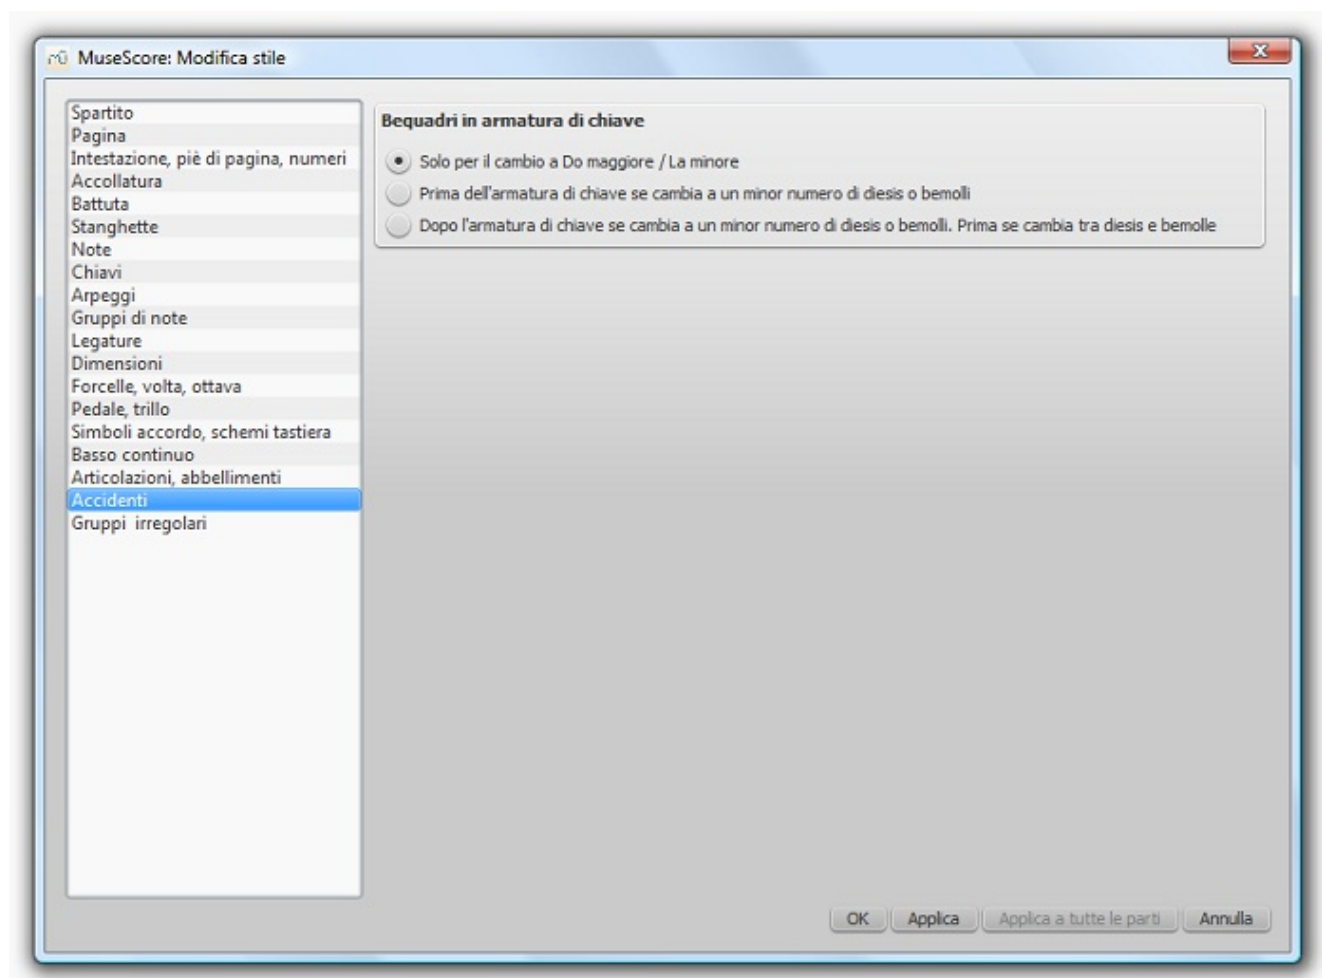 MuseScore: Modifica stile
Spartito
Pagina
Intestazione, piè di pagina, numeri
Accollatura
Battuta
Stanghette
Note
Chiavi
Arpeggi
Gruppi di note
Legature
Dimensioni
Forcelle, volta, ottava
Pedale, trillo
Simboli accordo, schemi tastiera
Basso continuo
Articolazioni, abbellimenti
Accidenti
Gruppi irregolari
Bequadri in armatura di chiave
Solo per il cambio a Do maggiore / La minore
Prima dell'armatura di chiave se cambia a un minor numero di diesis o bemolli
Dopo l'armatura di chiave se cambia a un minor numero di diesis o bemolli. Prima se cambia tra diesis e bemolle
OK Applica Applica a tutte le parti Annulla